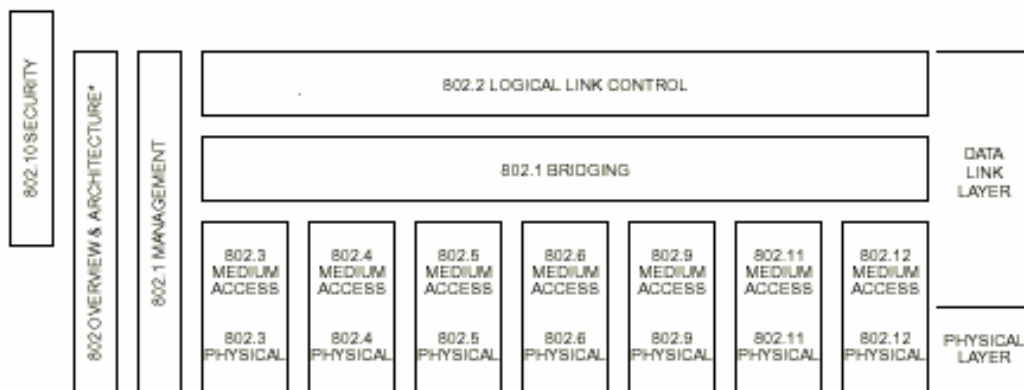 802.10 SECURITY
802 OVERVIEW & ARCHITECTURE*
802.1 MANAGEMENT
802.2 LOGICAL LINK CONTROL
802.1 BRIDGING
DATA
LINK
LAYER
802.3
MEDIUM
ACCESS
802.4
MEDIUM
ACCESS
802.5
MEDIUM
ACCESS
802.6
MEDIUM
ACCESS
802.9
MEDIUM
ACCESS
802.11
MEDIUM
ACCESS
802.12
MEDIUM
ACCESS
802.3
PHYSICAL
802.4
PHYSICAL
802.5
PHYSICAL
802.6
PHYSICAL
802.9
PHYSICAL
802.11
PHYSICAL
802.12
PHYSICAL
PHYSICAL
LAYER